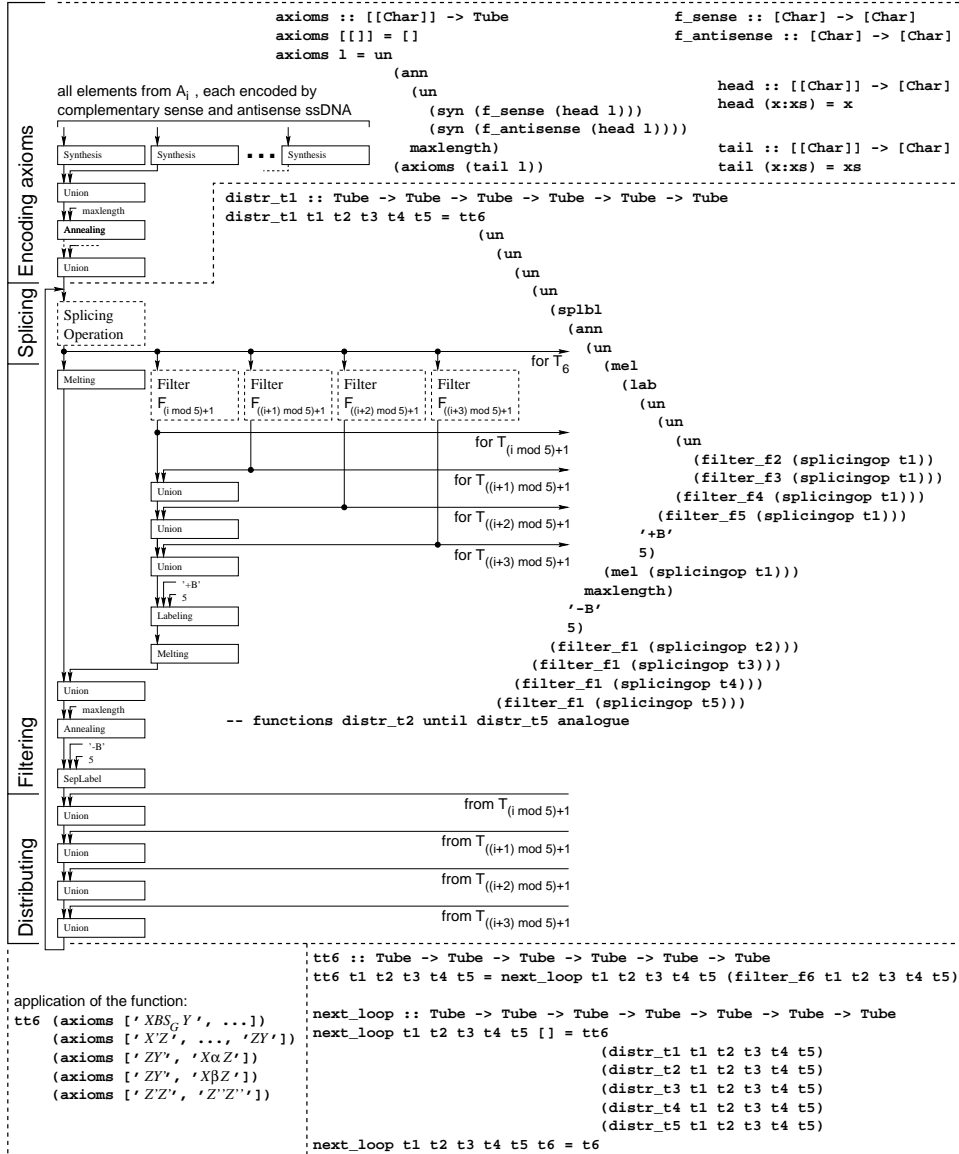 axioms :: [[Char]] -> Tube
axioms [[]] = []
axioms l = un
(ann
(un
(syn (f_sense (head l)))
(syn (f_antisense (head l))))
maxlength)
(axioms (tail l))
f_sense :: [Char] -> [Char]
f_antisense :: [Char] -> [Char]
head :: [[Char]] -> [Char]
head (x:xs) = x
tail :: [[Char]] -> [Char]
tail (x:xs) = xs
Encoding axioms
all elements from A_i , each encoded by
complementary sense and antisense ssDNA
Synthesis
Synthesis
•••
Synthesis
Union
maxlength
Annealing
Union
distr_t1 :: Tube -> Tube -> Tube -> Tube -> Tube -> Tube
distr_t1 t1 t2 t3 t4 t5 = tt6
(un
(un
(un
(un
(splbl
(ann
(un
(mel
(lab
(un
(un
(un
(filter_f2 (splicingop t1))
(filter_f3 (splicingop t1)))
(filter_f4 (splicingop t1)))
(filter_f5 (splicingop t1)))
'+B'
5)
(mel (splicingop t1)))
maxlength)
'-B'
5)
(filter_f1 (splicingop t2)))
(filter_f1 (splicingop t3)))
(filter_f1 (splicingop t4)))
(filter_f1 (splicingop t5)))
-- functions distr_t2 until distr_t5 analogue
Splicing
Splicing
Operation
for T_6
Filtering
Melting
Filter
F_(i mod 5)+1
Filter
F_((i+1) mod 5)+1
Filter
F_((i+2) mod 5)+1
Filter
F_((i+3) mod 5)+1
for T_(i mod 5)+1
for T_((i+1) mod 5)+1
Union
for T_((i+2) mod 5)+1
Union
for T_((i+3) mod 5)+1
Union
'+B'
5
Labeling
Melting
Union
maxlength
Annealing
'-B'
5
SepLabel
Distributing
from T_(i mod 5)+1
Union
from T_((i+1) mod 5)+1
Union
from T_((i+2) mod 5)+1
Union
from T_((i+3) mod 5)+1
Union
application of the function:
tt6 (axioms ['XBS_G Y', ...])
(axioms ['X'Z', ..., 'ZY'])
(axioms ['ZY', 'XαZ'])
(axioms ['ZY', 'XβZ'])
(axioms ['Z'Z', 'Z''Z''])
tt6 :: Tube -> Tube -> Tube -> Tube -> Tube -> Tube
tt6 t1 t2 t3 t4 t5 = next_loop t1 t2 t3 t4 t5 (filter_f6 t1 t2 t3 t4 t5)
next_loop :: Tube -> Tube -> Tube -> Tube -> Tube -> Tube -> Tube
next_loop t1 t2 t3 t4 t5 [] = tt6
(distr_t1 t1 t2 t3 t4 t5)
(distr_t2 t1 t2 t3 t4 t5)
(distr_t3 t1 t2 t3 t4 t5)
(distr_t4 t1 t2 t3 t4 t5)
(distr_t5 t1 t2 t3 t4 t5)
next_loop t1 t2 t3 t4 t5 t6 = t6